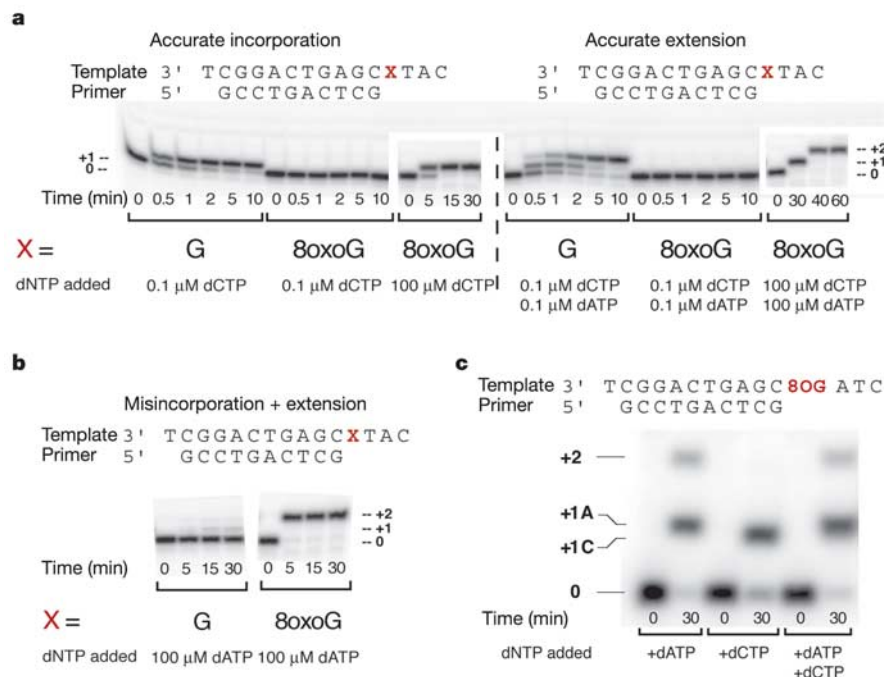 a
Accurate incorporation Accurate extension
Template 3' TCGGACTGAGCXTAC 3' TCGGACTGAGCXTAC
Primer 5' GCCTGACTCG 5' GCCTGACTCG
+1 -- -- +2
0 -- -- +1
-- 0
Time (min) 0 0.5 1 2 5 10 0 0.5 1 2 5 10 0 5 15 30 0 0.5 1 2 5 10 0 0.5 1 2 5 10 0 30 40 60
X = G 8oxoG 8oxoG G 8oxoG 8oxoG
dNTP added 0.1 μM dCTP 0.1 μM dCTP 100 μM dCTP 0.1 μM dCTP 0.1 μM dCTP 100 μM dCTP
0.1 μM dATP 0.1 μM dATP 100 μM dATP
b
Misincorporation + extension
Template 3' TCGGACTGAGCXTAC
Primer 5' GCCTGACTCG
-- +2
-- +1
-- 0
Time (min) 0 5 15 30 0 5 15 30
X = G 8oxoG
dNTP added 100 μM dATP 100 μM dATP
c
Template 3' TCGGACTGAGC8OGATC
Primer 5' GCCTGACTCG
+2
+1A
+1C
0
Time (min) 0 30 0 30 0 30
dNTP added +dATP +dCTP +dATP
+dCTP